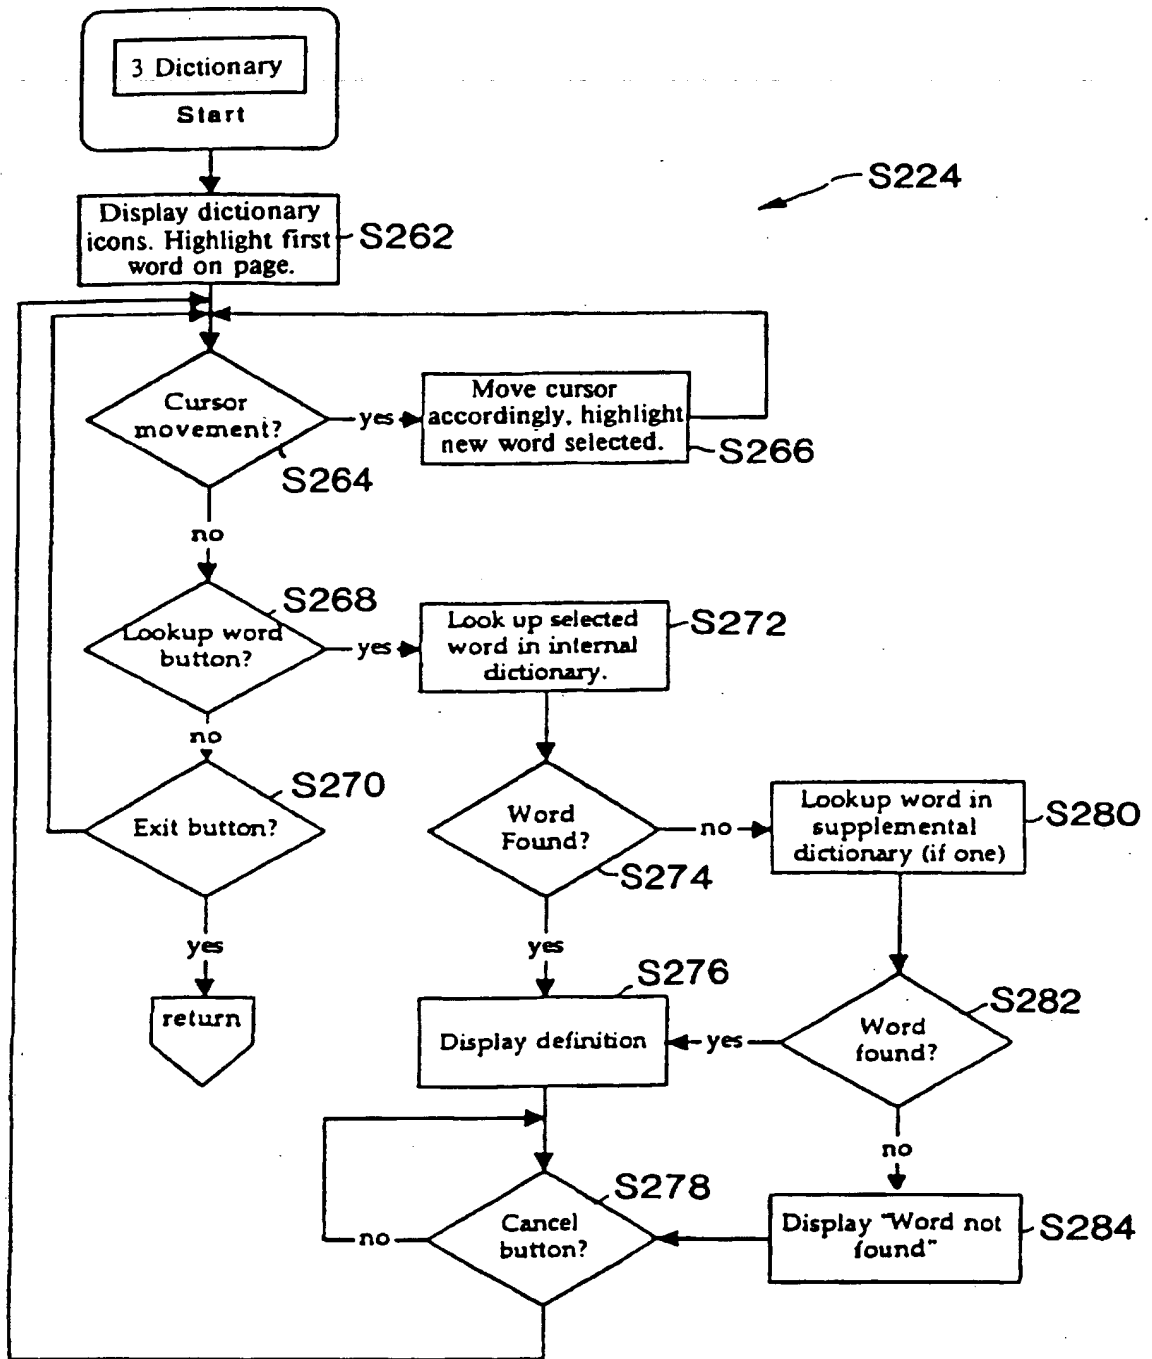 3 Dictionary
Start
S224
Display dictionary
icons. Highlight first
word on page.
S262
Cursor
movement?
S264
yes
Move cursor
accordingly, highlight
new word selected.
S266
no
Lookup word
button?
S268
yes
Look up selected
word in internal
dictionary.
S272
no
Exit button?
S270
Word
Found?
S274
no
Lookup word in
supplemental
dictionary (if one)
S280
yes
return
yes
Display definition
S276
yes
Word
found?
S282
no
Cancel
button?
S278
no
Display "Word not
found"
S284